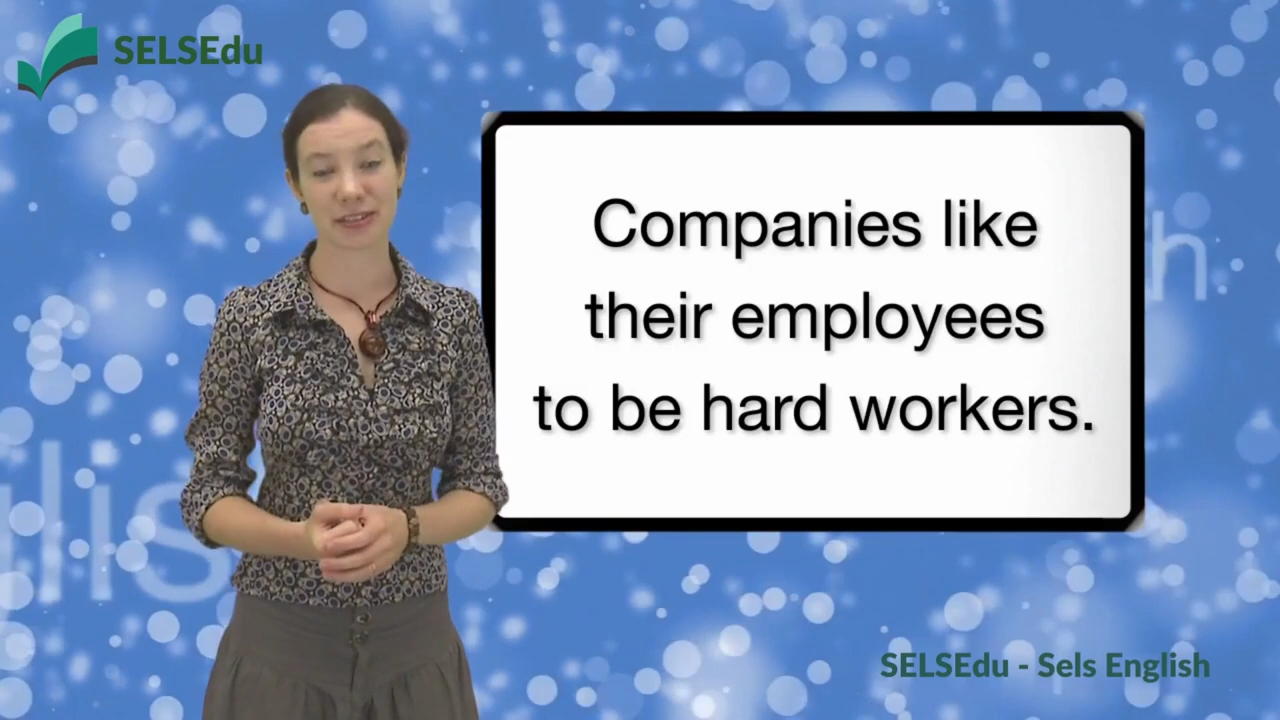 SELSEdu
Companies like
their employees
to be hard workers.
SELSEdu - Sels English